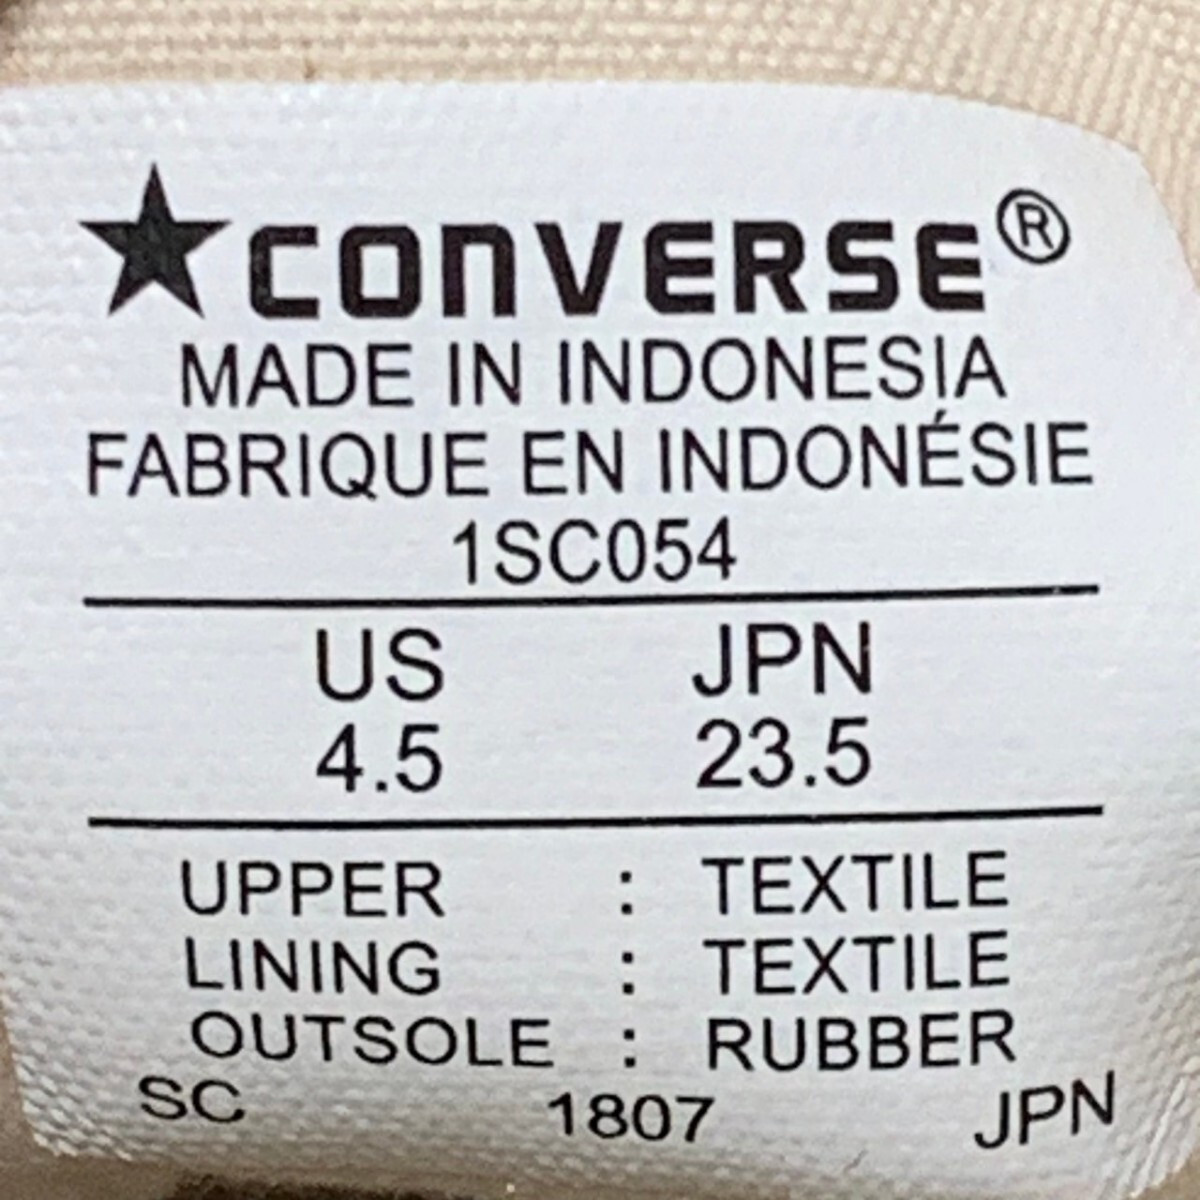 ★CONVERSE®
MADE IN INDONESIA
FABRIQUE EN INDONÉSIE
1SC054
US JPN
4.5 23.5
UPPER : TEXTILE
LINING : TEXTILE
OUTSOLE : RUBBER
SC 1807 JPN